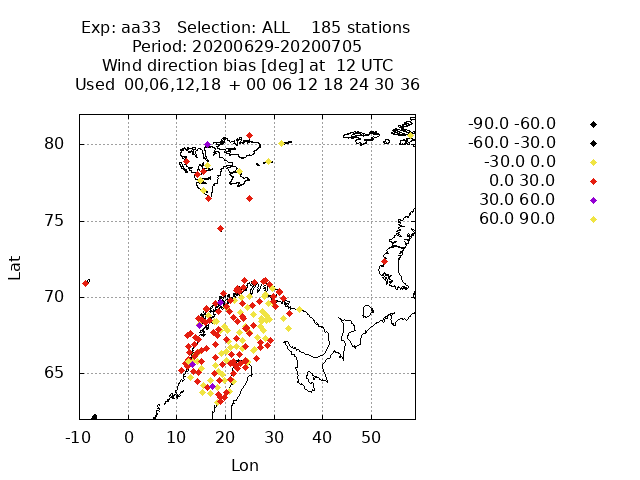 Exp: aa33 Selection: ALL 185 stations
Period: 20200629-20200705
Wind direction bias [deg] at 12 UTC
Used 00,06,12,18 + 00 06 12 18 24 30 36
-90.0 -60.0
-60.0 -30.0
-30.0 0.0
0.0 30.0
30.0 60.0
60.0 90.0
80
75
70
65
Lat
-10 0 10 20 30 40 50
Lon